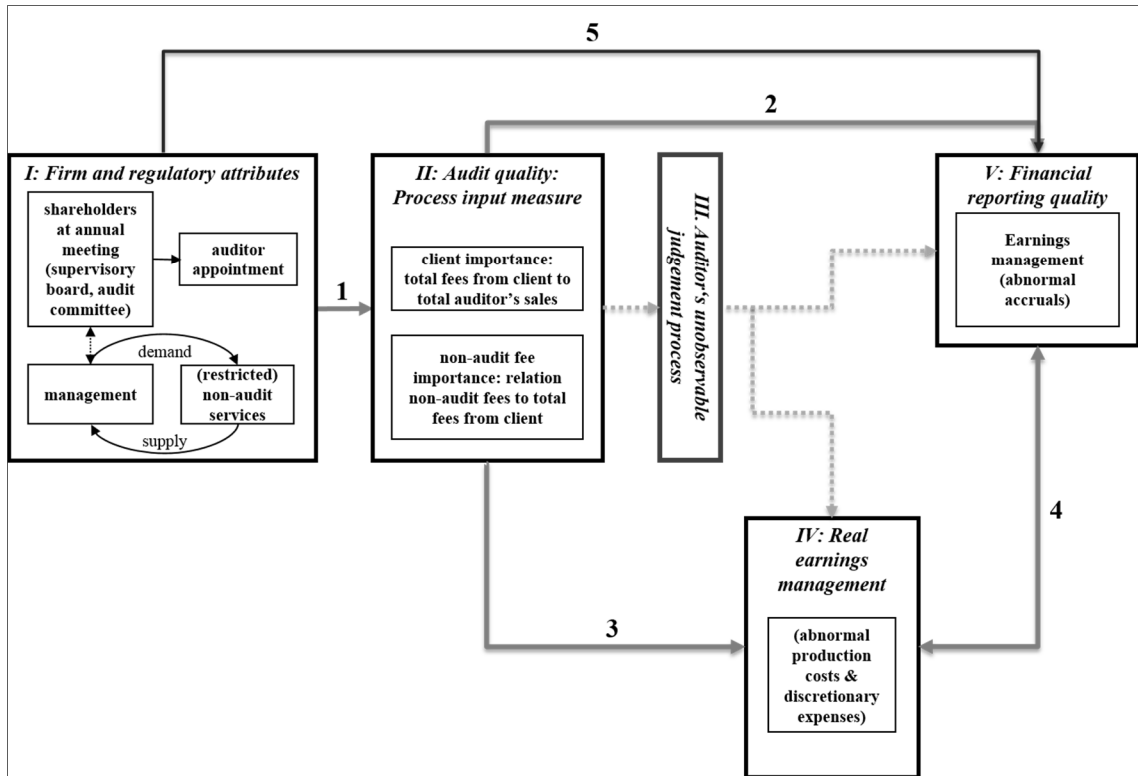 5
2
I: Firm and regulatory attributes
shareholders
at annual
meeting
(supervisory
board, audit
committee)
auditor
appointment
demand
management
(restricted)
non-audit
services
supply
1
II: Audit quality:
Process input measure
client importance:
total fees from client to
total auditor's sales
non-audit fee
importance: relation
non-audit fees to total
fees from client
III. Auditor‘s unobservable
judgement process
V: Financial
reporting quality
Earnings
management
(abnormal
accruals)
4
3
IV: Real
earnings
management
(abnormal
production
costs &
discretionary
expenses)